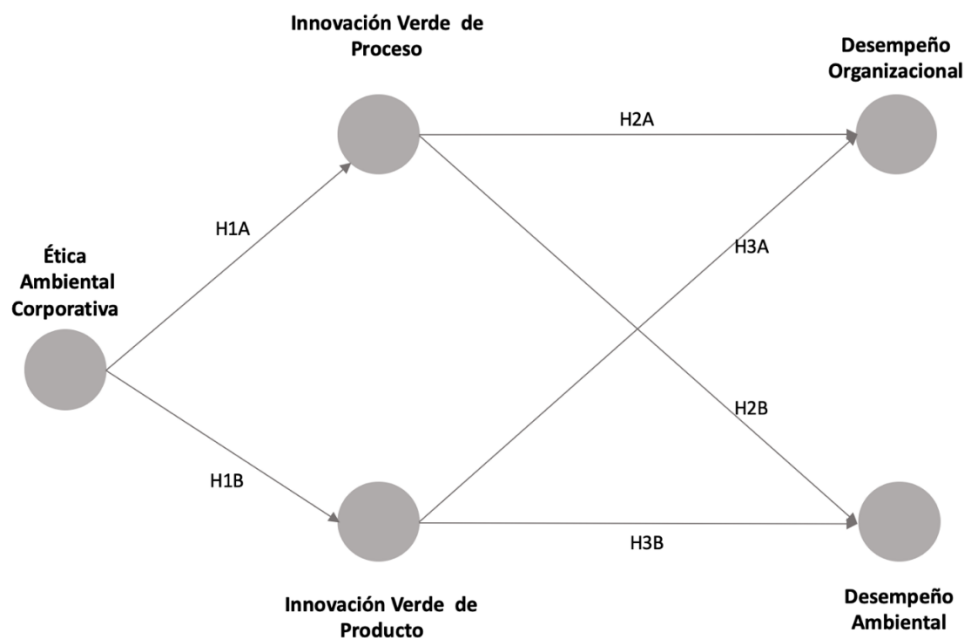 Innovación Verde de
Proceso
Desempeño
Organizacional
H2A
H1A
H3A
Ética
Ambiental
Corporativa
H2B
H1B
H3B
Innovación Verde de
Producto
Desempeño
Ambiental